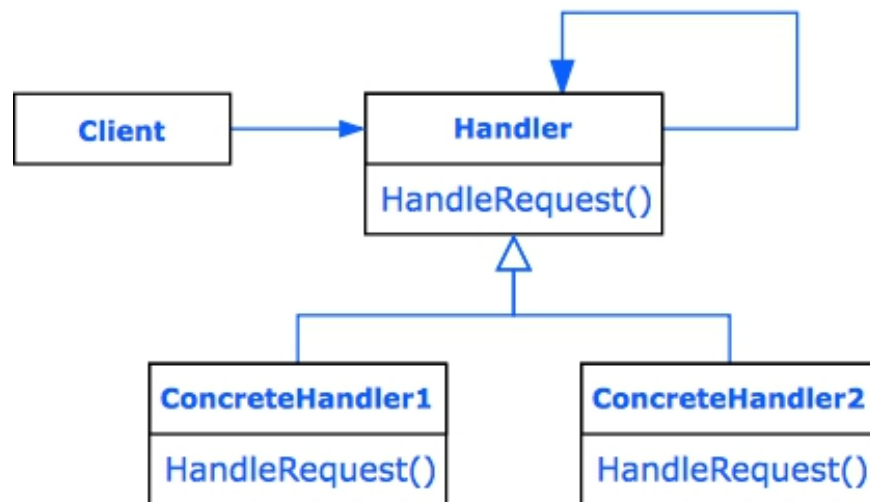 Client
Handler
HandleRequest()
ConcreteHandler1
HandleRequest()
ConcreteHandler2
HandleRequest()